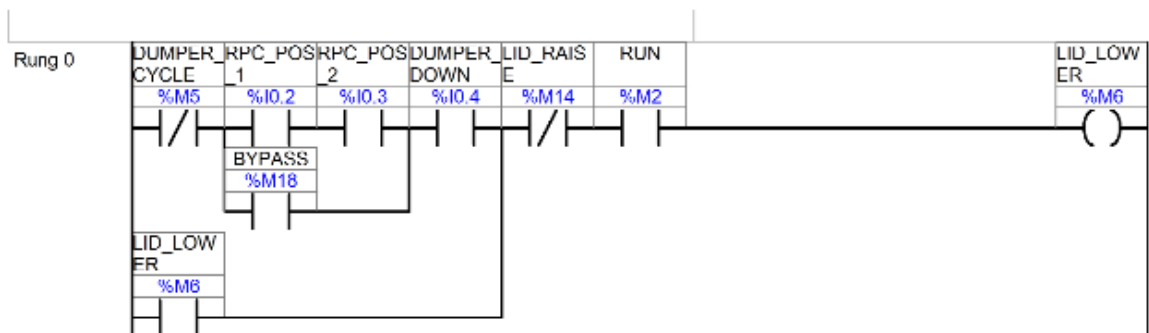 Rung 0
DUMPER_
CYCLE
%M5
RPC_POS
_1
%I0.2
RPC_POS
_2
%I0.3
DUMPER_
DOWN
%I0.4
LID_RAIS
E
%M14
RUN
%M2
LID_LOW
ER
%M6
BYPASS
%M18
LID_LOW
ER
%M6